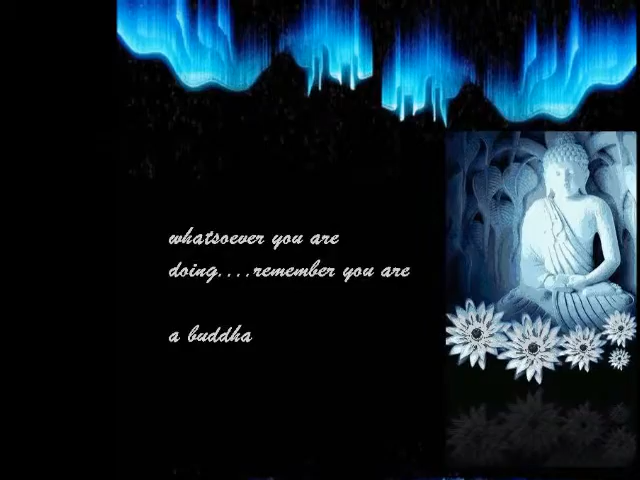 whatsoever you are
doing....remember you are
a buddha